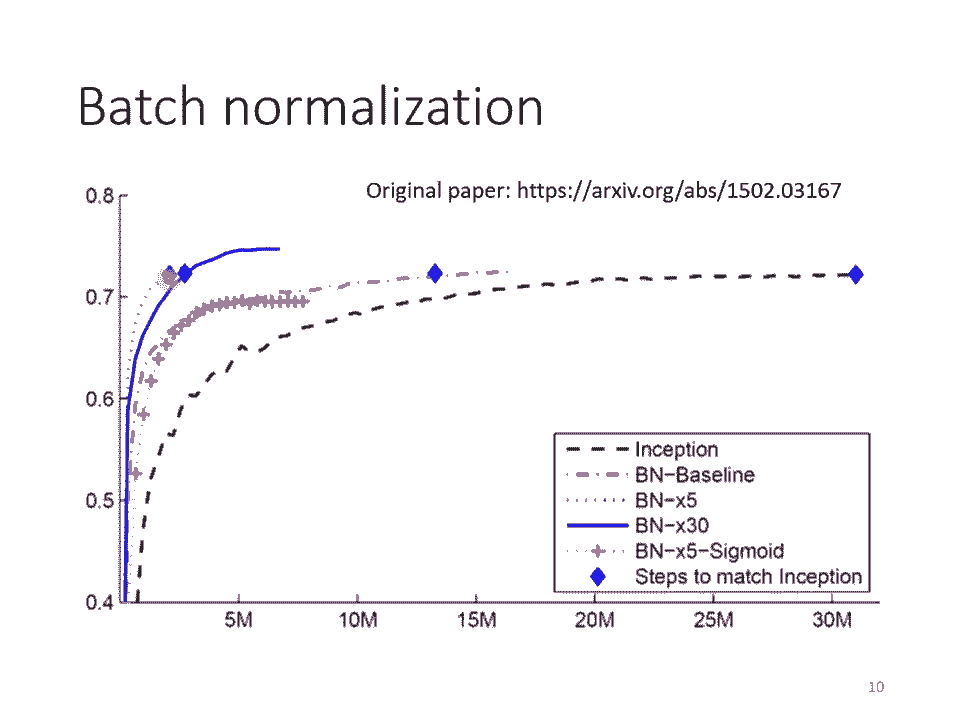 Batch normalization
Original paper: https://arxiv.org/abs/1502.03167
0.8
0.7
0.6
0.5
0.4
5M 10M 15M 20M 25M 30M
Inception
BN−Baseline
BN−x5
BN−x30
BN−x5−Sigmoid
Steps to match Inception
10